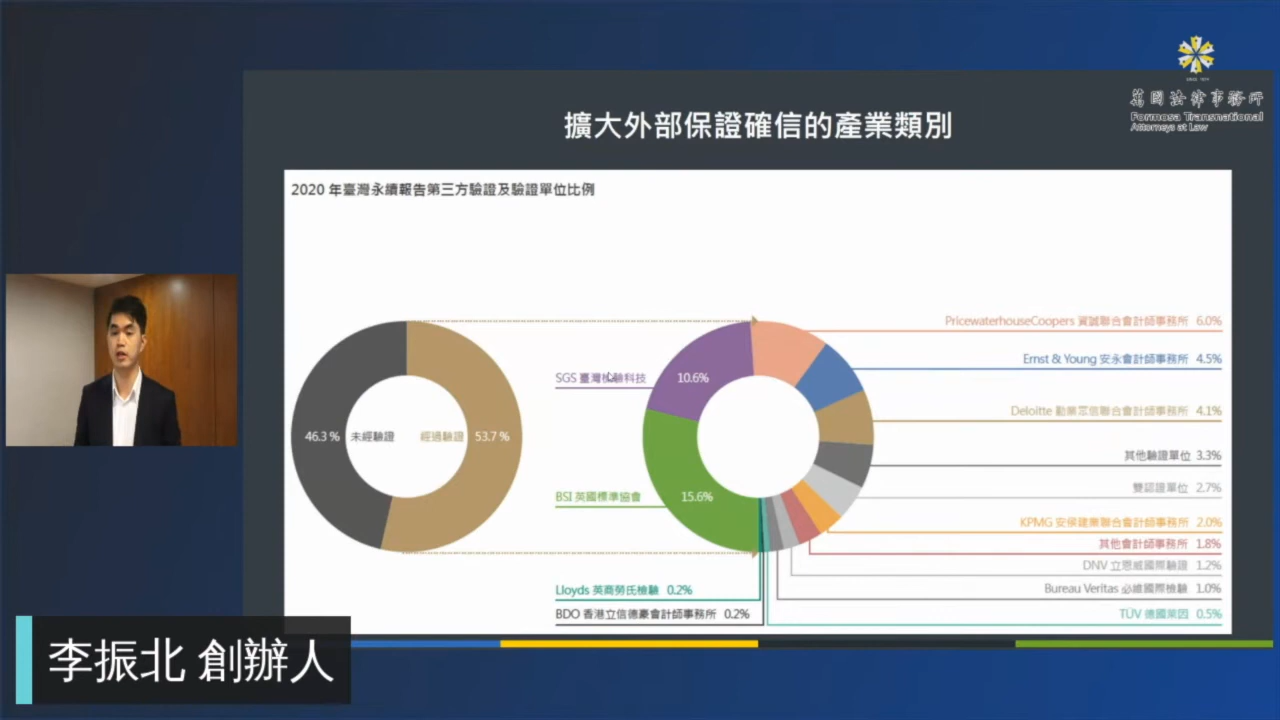 萬國法律事務所
Formosa Transnational
Attorneys at Law
擴大外部保證確信的產業類別
2020 年臺灣永續報告第三方驗證及驗證單位比例
46.3 % 未經驗證
經過驗證 53.7 %
SGS 臺灣檢驗科技
10.6%
BSI 英國標準協會
15.6%
Lloyds 英商勞氏檢驗 0.2%
BDO 香港立信德豪會計師事務所 0.2%
PricewaterhouseCoopers 資誠聯合會計師事務所 6.0%
Ernst & Young 安永會計師事務所 4.5%
Deloitte 勤業眾信聯合會計師事務所 4.1%
其他驗證單位 3.3%
雙認證單位 2.7%
KPMG 安侯建業聯合會計師事務所 2.0%
其他會計師事務所 1.8%
DNV 立恩威國際驗證 1.2%
Bureau Veritas 必維國際檢驗 1.0%
TÜV 德國萊因 0.5%
李振北 創辦人